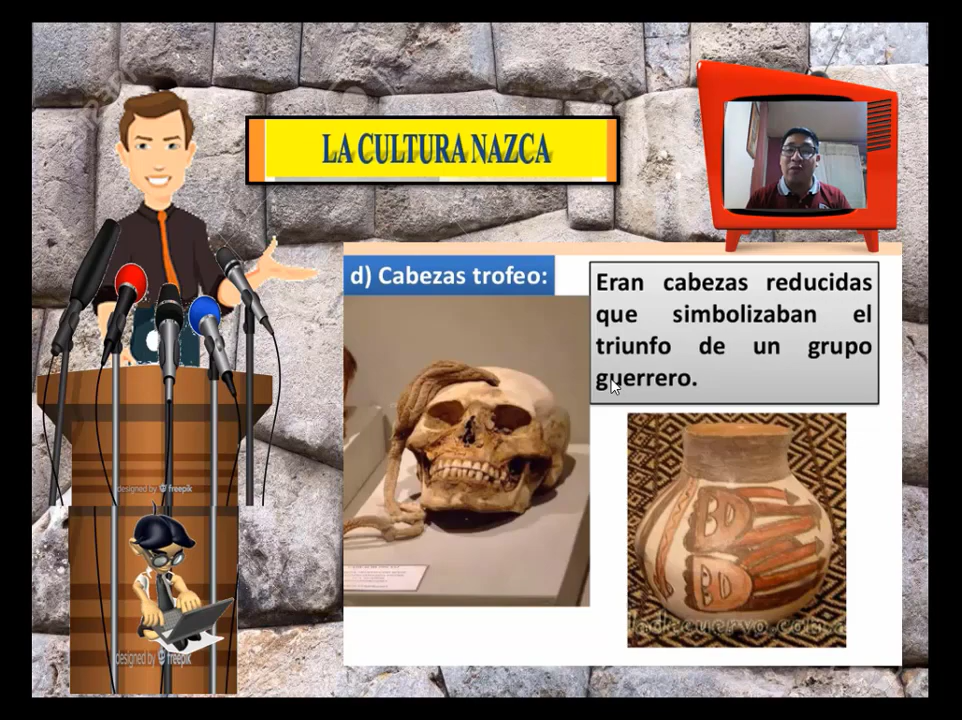 LA CULTURA NAZCA
d) Cabezas trofeo:
Eran cabezas reducidas
que simbolizaban el
triunfo de un grupo
guerrero.
designed by freepik
designed by freepik